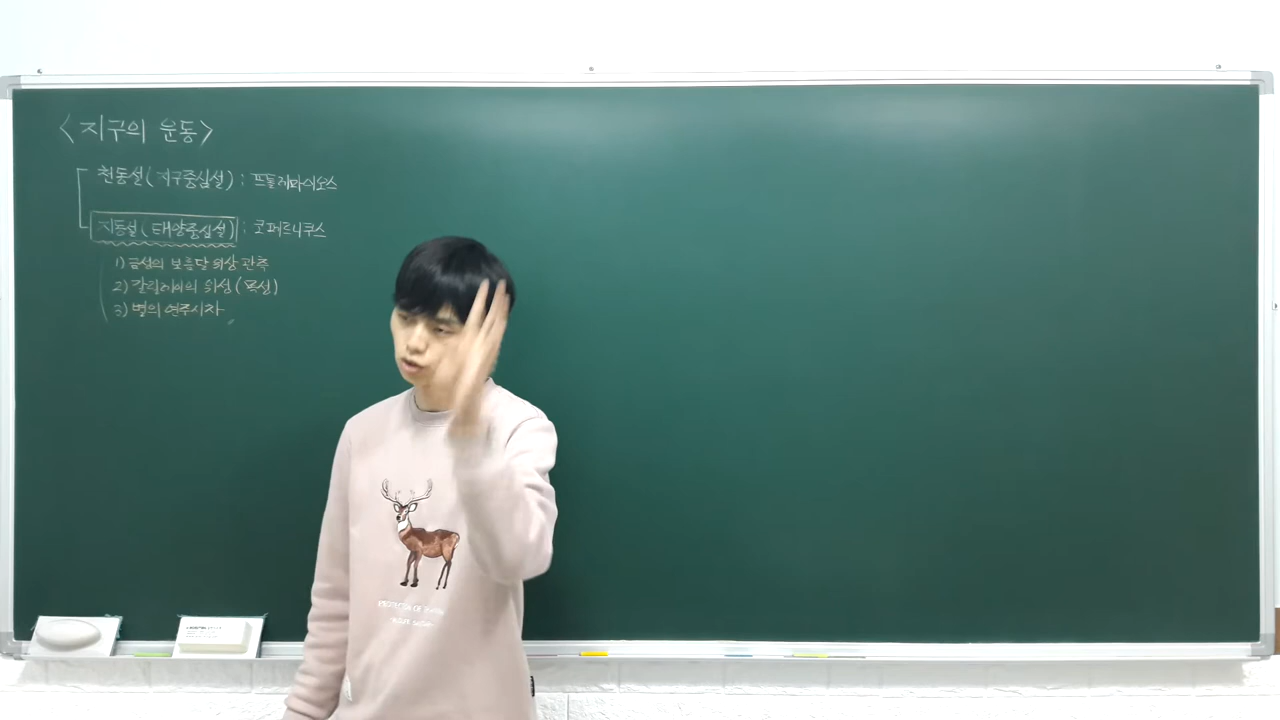 <지구의 운동>
천동설(지구중심설) : 프톨레마이오스
지동설(태양중심설) : 코페르니쿠스
1) 금성의 보름달 위상 관측
2) 갈릴레이의 위성(목성)
3) 별의 연주시차